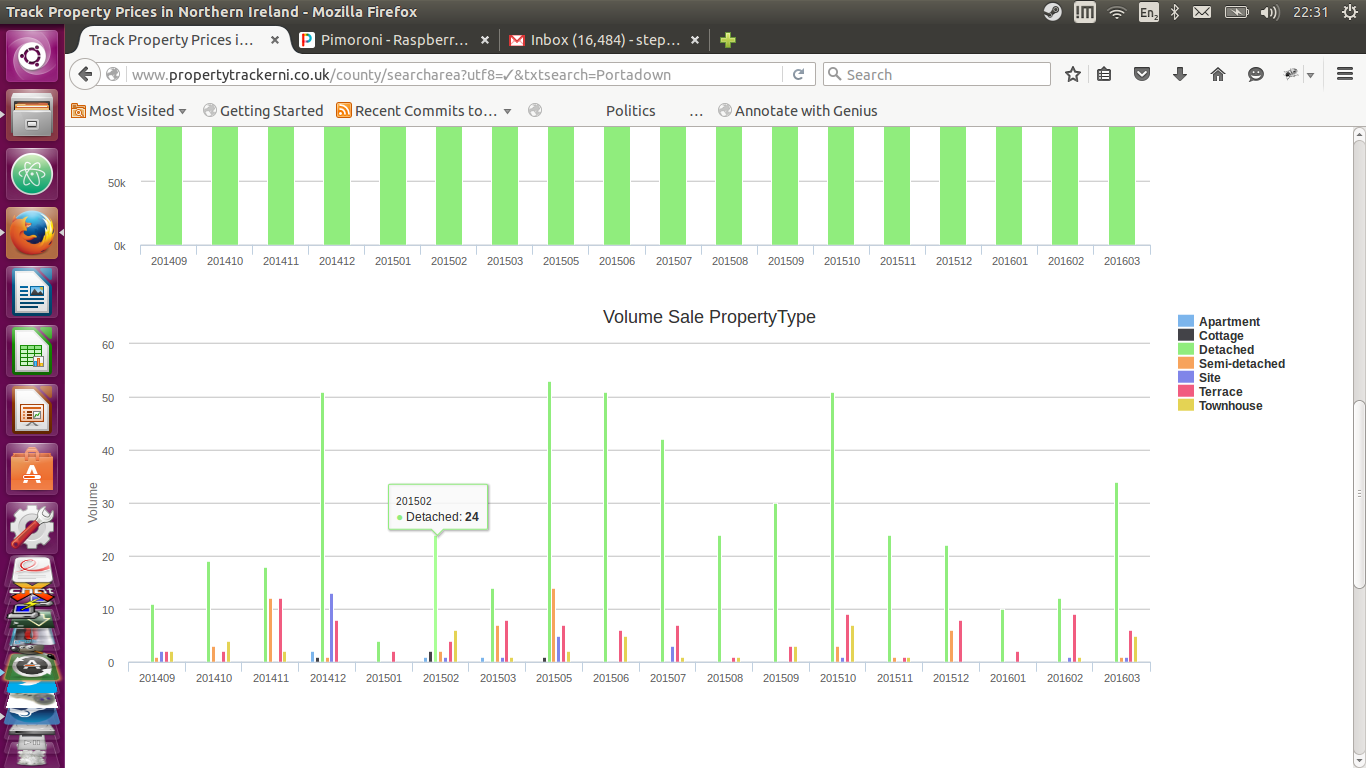 Track Property Prices in Northern Ireland - Mozilla Firefox
!m
En2
22:31
Track Property Prices i... × Pimoroni - Raspberr... × Inbox (16,484) - step... ×
www.propertytrackerni.co.uk/county/searcharea?utf8=✓&txtsearch=Portadown
Search
Most Visited Getting Started Recent Commits to... Politics ... Annotate with Genius
50k
0k
201409 201410 201411 201412 201501 201502 201503 201505 201506 201507 201508 201509 201510 201511 201512 201601 201602 201603
Volume Sale PropertyType
Apartment
Cottage
Detached
Semi-detached
Site
Terrace
Townhouse
60
50
40
30
20
10
0
Volume
201502
Detached: 24
201409 201410 201411 201412 201501 201502 201503 201505 201506 201507 201508 201509 201510 201511 201512 201601 201602 201603